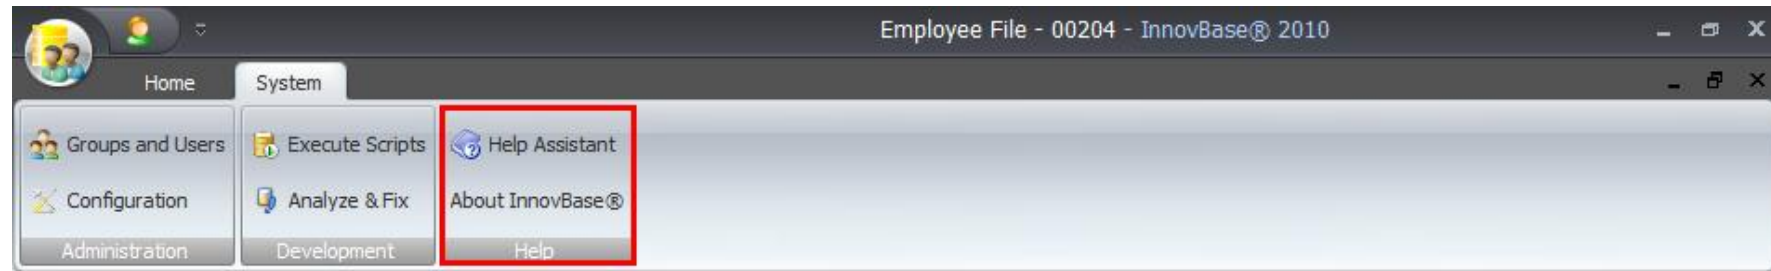 Employee File - 00204 - InnovBase® 2010
Home System
Groups and Users Execute Scripts Help Assistant
Configuration Analyze & Fix About InnovBase®
Administration Development Help